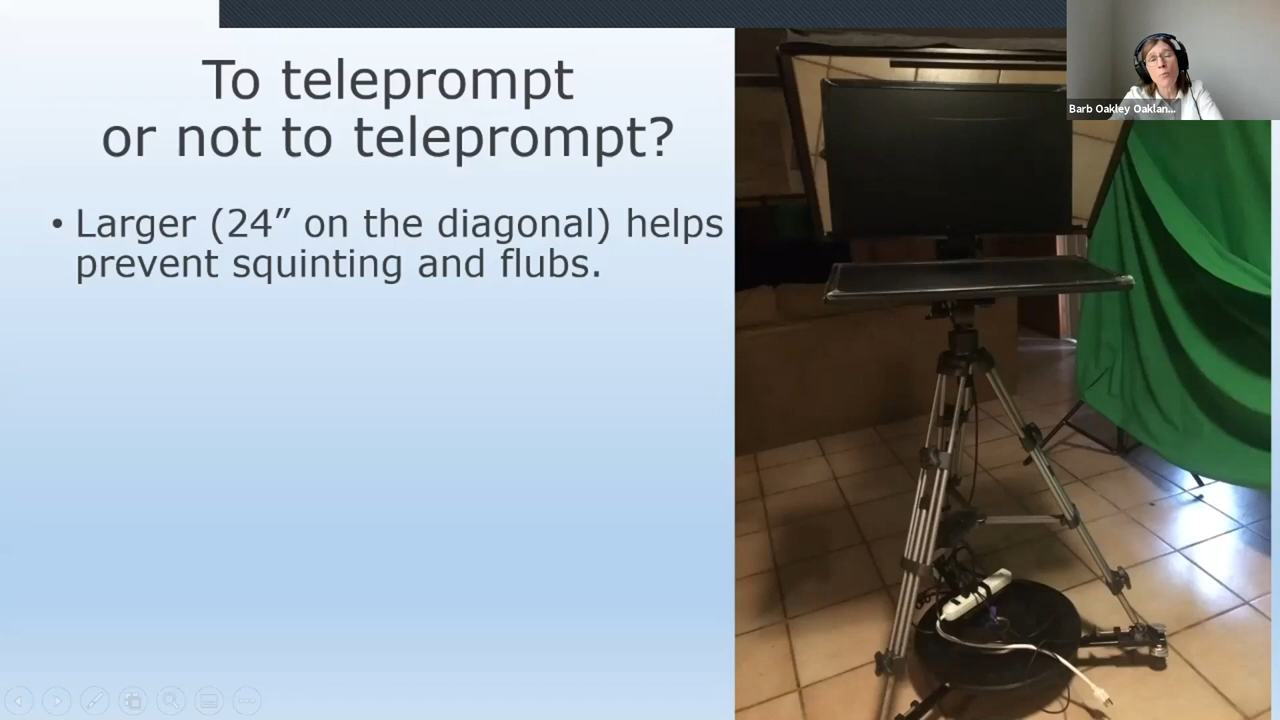 To teleprompt
or not to teleprompt?
• Larger (24” on the diagonal) helps
prevent squinting and flubs.
Barb Oakley Oaklan...